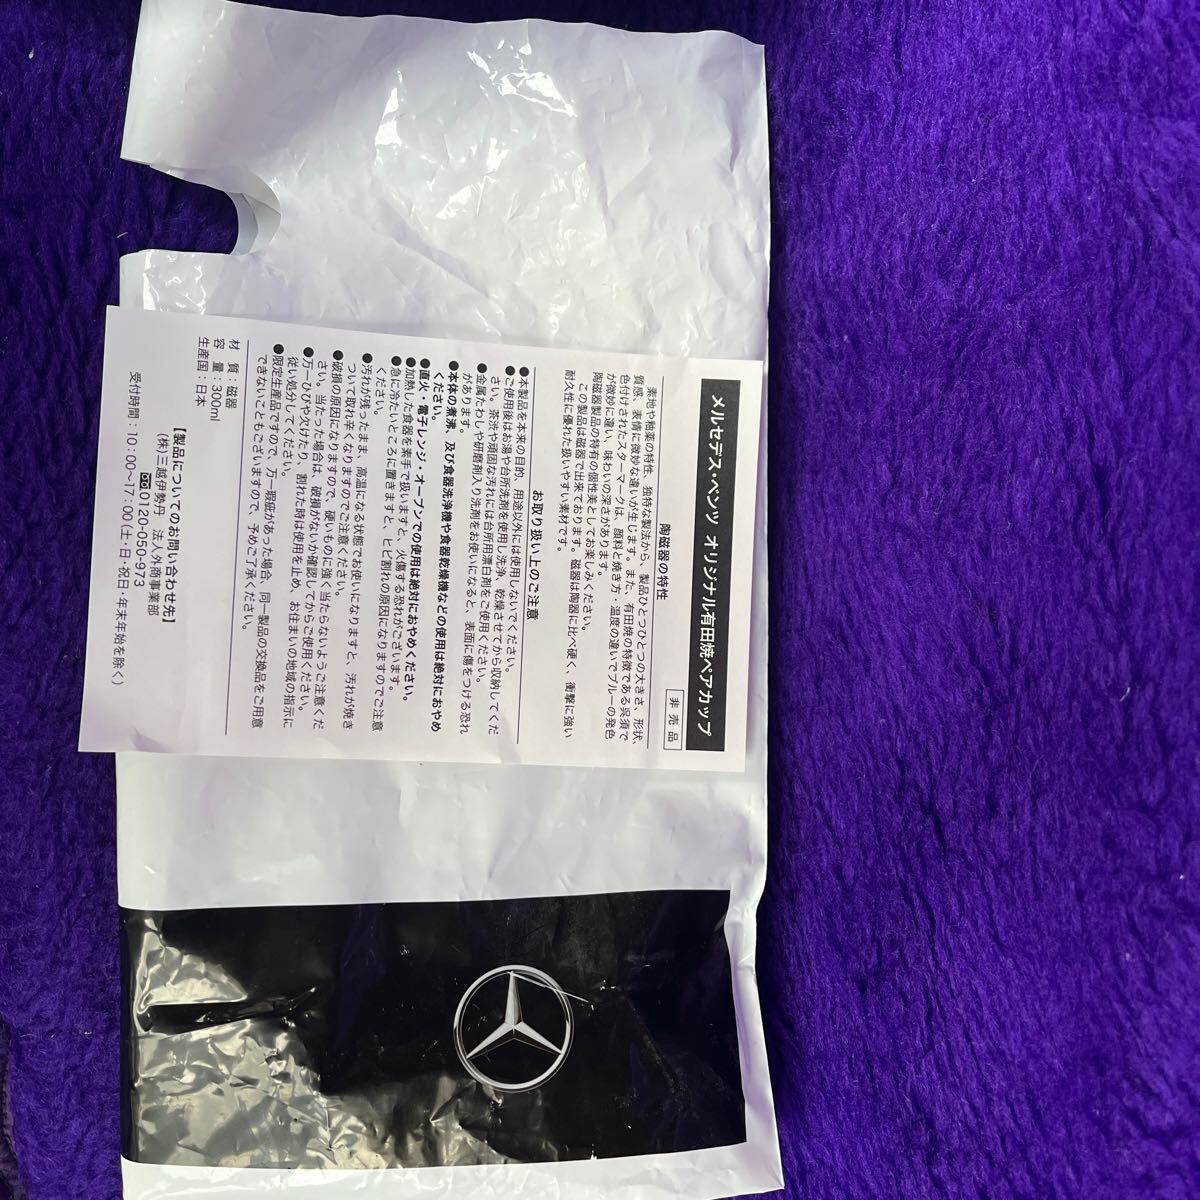 メルセデス・ベンツ オリジナル有田焼ペアカップ
非売品
陶磁器の特性
素地や釉薬の特性、独特な製法から、製品ひとつひとつの大きさ、形状、
質感、表情に微妙な違いが生じます。また、有田焼の特徴である呉須で
色付けされたスターマークは、顔料と焼き方・温度の違いでブルーの発色
が微妙に違い、味わいの深さがあります。
陶磁器製品の特有の個性美としてお楽しみください。
この製品は磁器で出来ております。磁器は陶器に比べ硬く、衝撃に強い
耐久性に優れた扱いやすい素材です。
お取り扱い上のご注意
●本製品を本来の目的、用途以外には使用しないでください。
●ご使用後はお湯や台所洗剤を使用し洗浄、乾燥させてから収納してくだ
さい。茶渋や頑固な汚れには台所用漂白剤をご使用ください。
●金属たわしや研磨剤入り洗剤をお使いになると、表面に傷をつける恐れ
があります。
●本体の煮沸、及び食器洗浄機や食器乾燥機などの使用は絶対におやめ
ください。
●直火・電子レンジ・オーブンでの使用は絶対におやめください。
●加熱した食器を素手で扱いますと、火傷する恐れがございます。
●急に冷たいところに置きますと、ヒビ割れの原因になりますのでご注意
ください。
●汚れが残ったまま、高温になる状態でお使いになりますと、汚れが焼き
ついて取れ辛くなりますのでご注意ください。
●破損の原因になりますので、硬いものに強く当たらないようご注意くだ
さい。当たった場合は、破損がないか確認してからご使用ください。
●万一ひびや欠けたり、割れた時は使用を止め、お住まいの地域の指示に
従い処分してください。
●限定生産品ですので、万一瑕疵があった場合、同一製品の交換品をご用意
できないこともございますので、予めご了承ください。
材 質：磁器
容 量：300ml
生産国：日本
【製品についてのお問い合わせ先】
(株)三越伊勢丹 法人外商事業部
0120-050-973
受付時間：10:00～17:00(土・日・祝日・年末年始を除く)